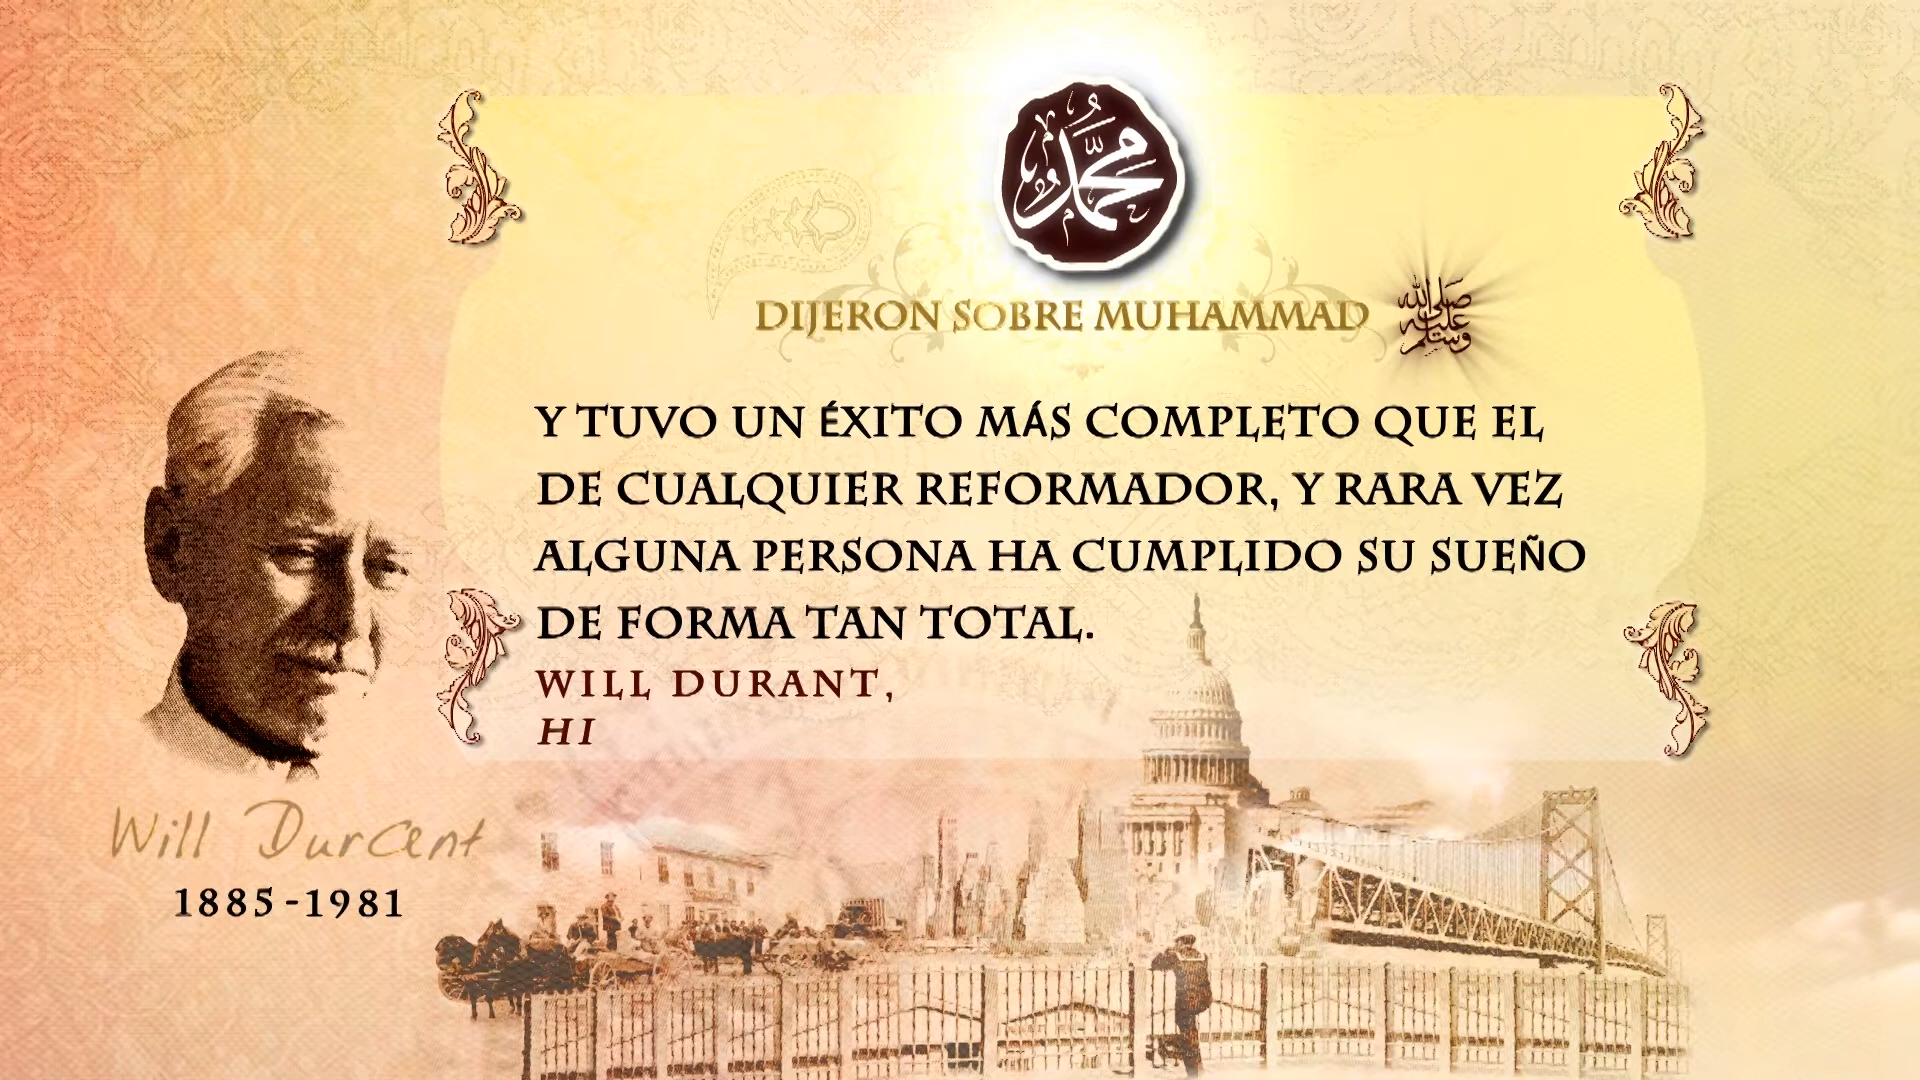 محمد
DIJERON SOBRE MUHAMMAD ﷺ
Y TUVO UN ÉXITO MÁS COMPLETO QUE EL
DE CUALQUIER REFORMADOR, Y RARA VEZ
ALGUNA PERSONA HA CUMPLIDO SU SUEÑO
DE FORMA TAN TOTAL.
WILL DURANT,
HI
Will Durant
1885-1981